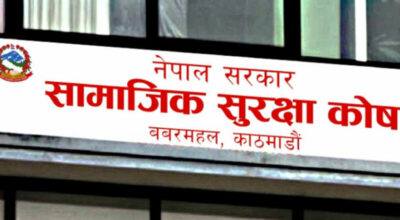 नेपाल सरकार
सामाजिक सुरक्षा कोष
बबरमहल, काठमाडौं